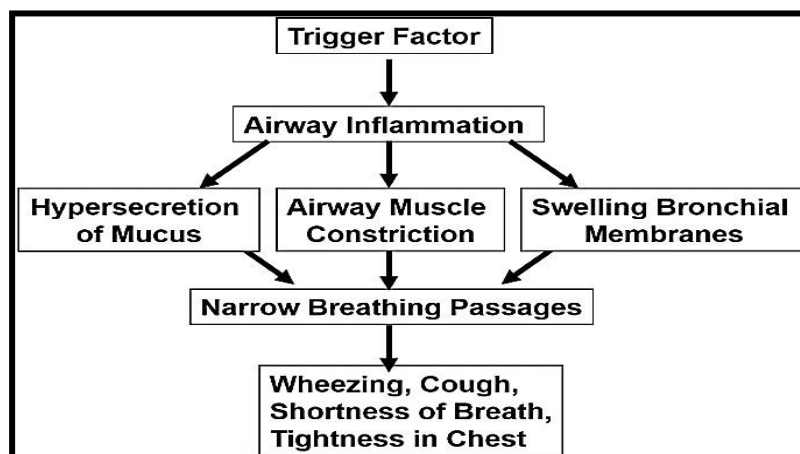 Trigger Factor
Airway Inflammation
Hypersecretion
of Mucus
Airway Muscle
Constriction
Swelling Bronchial
Membranes
Narrow Breathing Passages
Wheezing, Cough,
Shortness of Breath,
Tightness in Chest